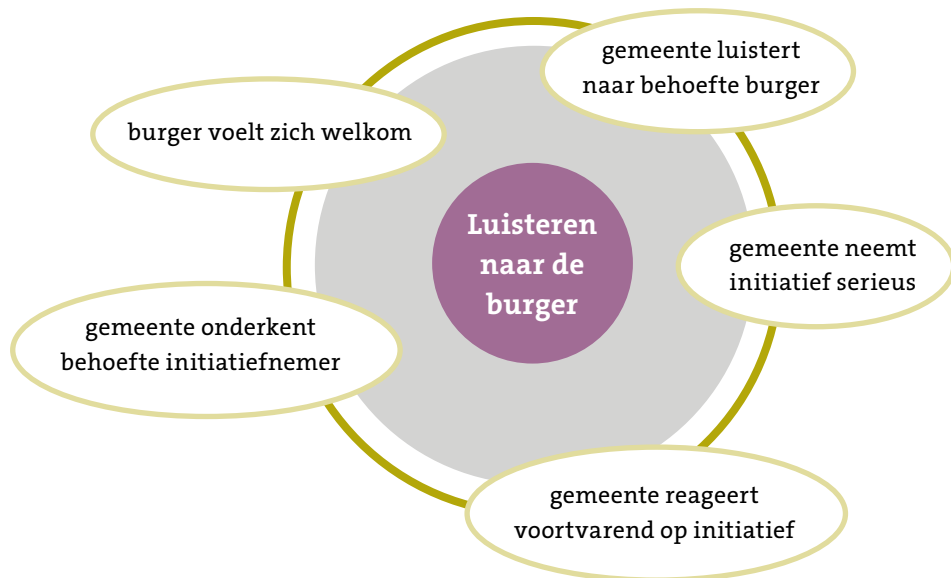 gemeente luistert
naar behoefte burger
burger voelt zich welkom
Luisteren
naar de
burger
gemeente neemt
initiatief serieus
gemeente onderkent
behoefte initiatiefnemer
gemeente reageert
voortvarend op initiatief